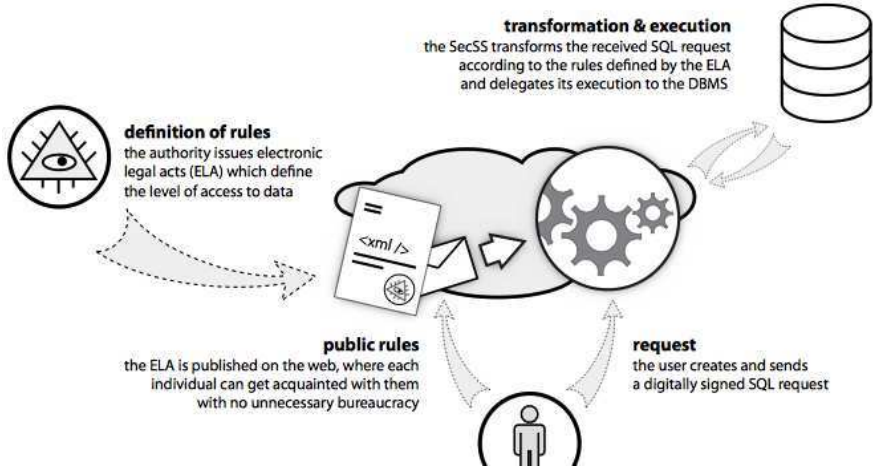 transformation & execution
the SecSS transforms the received SQL request
according to the rules defined by the ELA
and delegates its execution to the DBMS
definition of rules
the authority issues electronic
legal acts (ELA) which define
the level of access to data
<xml />
public rules
the ELA is published on the web, where each
individual can get acquainted with them
with no unnecessary bureaucracy
request
the user creates and sends
a digitally signed SQL request